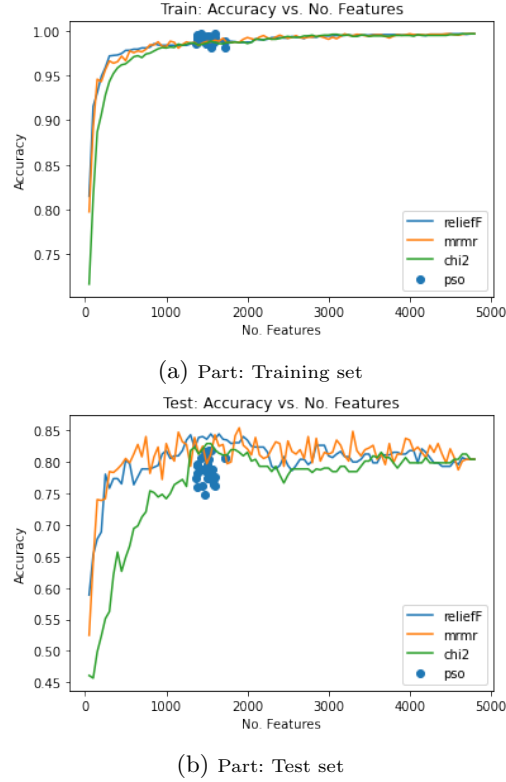 Train: Accuracy vs. No. Features
1.00
0.95
0.90
0.85
0.80
0.75
Accuracy
reliefF
mrmr
chi2
pso
0 1000 2000 3000 4000 5000
No. Features
(a) Part: Training set
Test: Accuracy vs. No. Features
0.85
0.80
0.75
0.70
0.65
0.60
0.55
0.50
0.45
Accuracy
reliefF
mrmr
chi2
pso
0 1000 2000 3000 4000 5000
No. Features
(b) Part: Test set